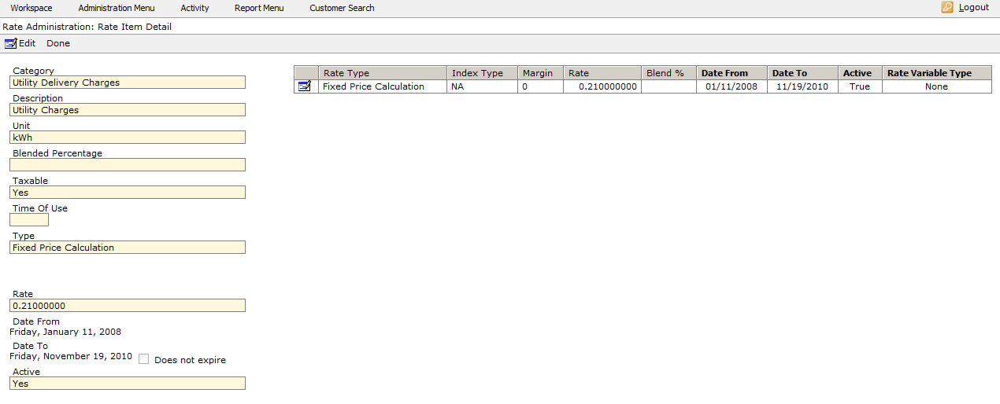 Workspace Administration Menu Activity Report Menu Customer Search Logout
Rate Administration: Rate Item Detail
Edit Done
Category
Utility Delivery Charges
Description
Utility Charges
Unit
kWh
Blended Percentage
Taxable
Yes
Time Of Use
Type
Fixed Price Calculation
Rate
0.21000000
Date From
Friday, January 11, 2008
Date To
Friday, November 19, 2010 Does not expire
Active
Yes
Rate Type Index Type Margin Rate Blend % Date From Date To Active Rate Variable Type
Fixed Price Calculation NA 0 0.210000000 01/11/2008 11/19/2010 True None